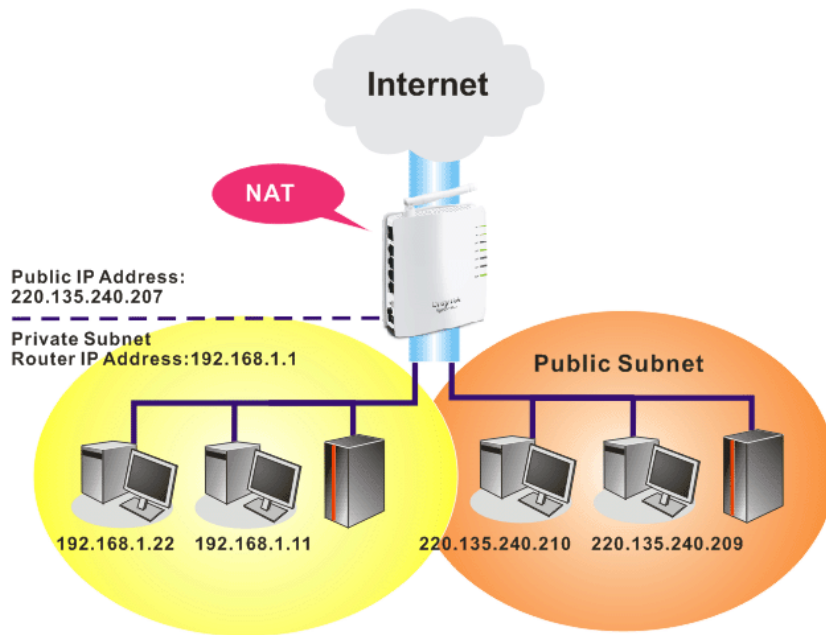 Internet
NAT
Public IP Address:
220.135.240.207
Private Subnet
Router IP Address:192.168.1.1
Public Subnet
192.168.1.22
192.168.1.11
220.135.240.210
220.135.240.209